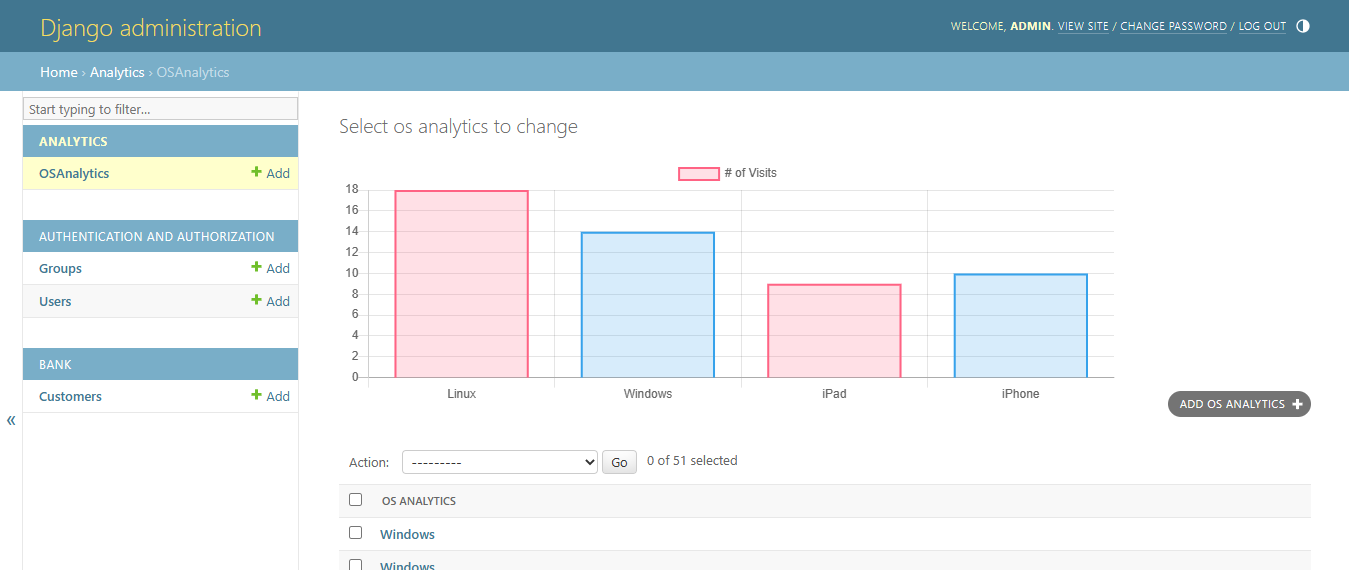 Django administration
WELCOME, ADMIN. VIEW SITE / CHANGE PASSWORD / LOG OUT
Home › Analytics › OSAnalytics
Start typing to filter...
ANALYTICS
OSAnalytics + Add
AUTHENTICATION AND AUTHORIZATION
Groups + Add
Users + Add
BANK
Customers + Add
«
Select os analytics to change
# of Visits
18
16
14
12
10
8
6
4
2
0
Linux Windows iPad iPhone
ADD OS ANALYTICS +
Action: --------- Go 0 of 51 selected
OS ANALYTICS
Windows
Windows